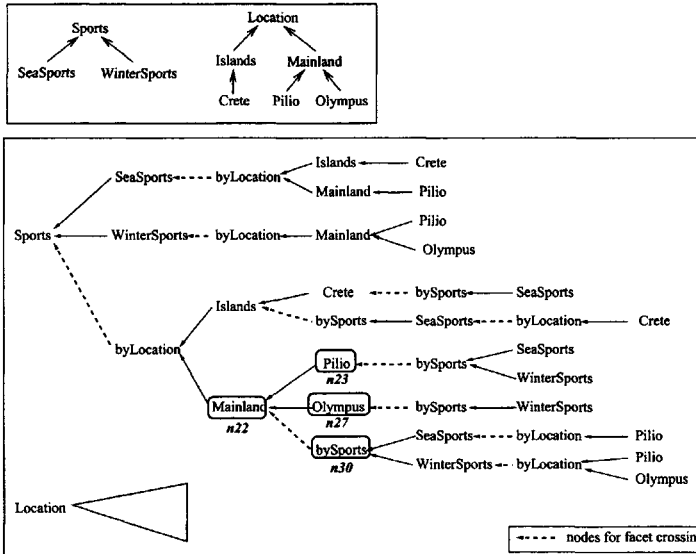 Sports
Location
SeaSports WinterSports
Islands Mainland
Crete Pilio Olympus
Islands Crete
SeaSports byLocation
Mainland Pilio
Pilio
Sports WinterSports byLocation Mainland
Olympus
Crete bySports SeaSports
Islands
bySports SeaSports byLocation Crete
byLocation
SeaSports
Pilio bySports
n23
WinterSports
Mainland Olympus bySports WinterSports
n22 n27
SeaSports byLocation Pilio
bySports
n30
WinterSports byLocation Pilio
Olympus
Location
nodes for facet crossin